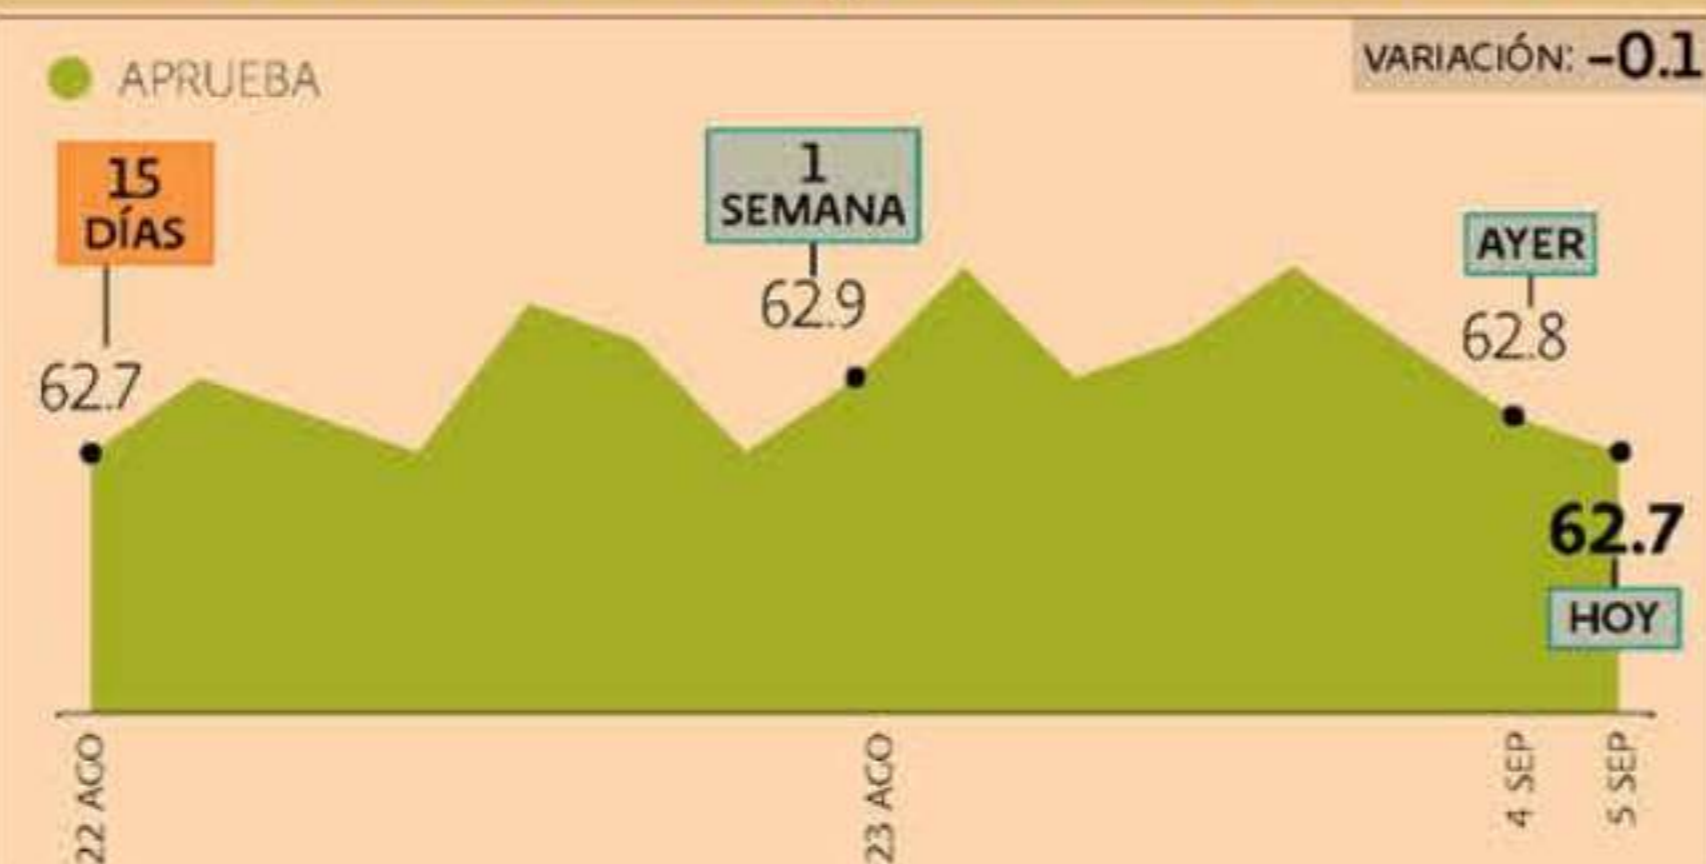 APRUEBA
VARIACIÓN: -0.1
15
DÍAS
62.7
1
SEMANA
62.9
AYER
62.8
62.7
HOY
22 AGO
23 AGO
4 SEP
5 SEP